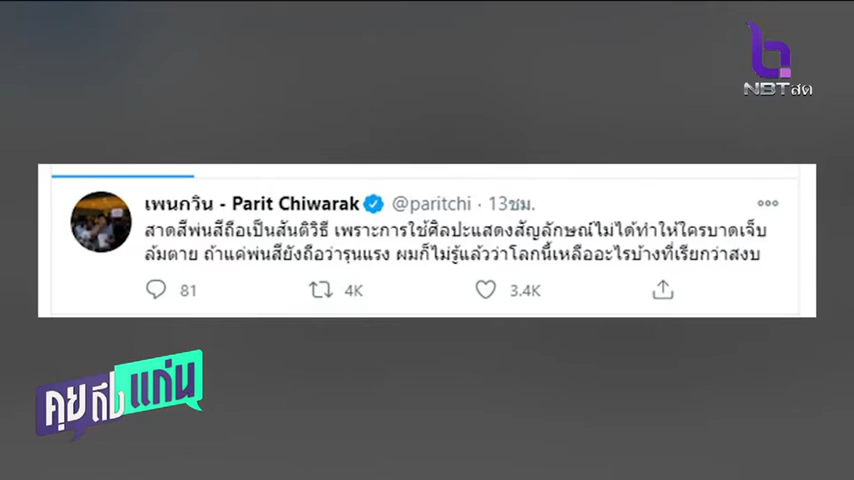 NBTสด
เพนกวิน - Parit Chiwarak @paritchi · 13ชม.
สาดสีพ่นสีถือเป็นสันติวิธี เพราะการใช้ศิลปะแสดงสัญลักษณ์ไม่ได้ทำให้ใครบาดเจ็บ
ล้มตาย ถ้าแค่พ่นสียังถือว่ารุนแรง ผมก็ไม่รู้แล้วว่าโลกนี้เหลืออะไรบ้างที่เรียกว่าสงบ
81 4K 3.4K
คุยถึงแก่น